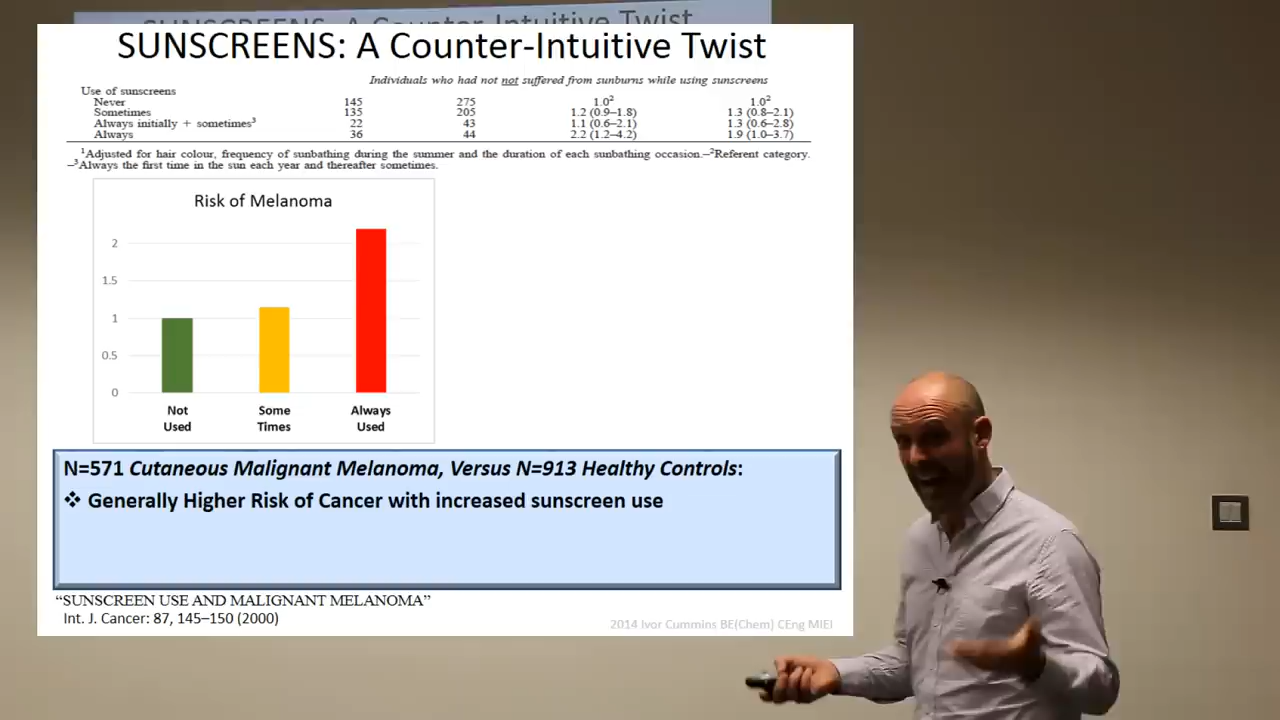 SUNSCREENS: A Counter-Intuitive Twist
SUNSCREENS: A Counter-Intuitive Twist
Individuals who had not not suffered from sunburns while using sunscreens
Use of sunscreens
Never 145 275 1.0² 1.0²
Sometimes 135 205 1.2 (0.9–1.8) 1.3 (0.8–2.1)
Always initially + sometimes³ 22 43 1.1 (0.6–2.1) 1.3 (0.6–2.8)
Always 36 44 2.2 (1.2–4.2) 1.9 (1.0–3.7)
¹Adjusted for hair colour, frequency of sunbathing during the summer and the duration of each sunbathing occasion.–²Referent category.
–³Always the first time in the sun each year and thereafter sometimes.
Risk of Melanoma
2
1.5
1
0.5
0
Not Used
Some Times
Always Used
N=571 Cutaneous Malignant Melanoma, Versus N=913 Healthy Controls:
❖ Generally Higher Risk of Cancer with increased sunscreen use
“SUNSCREEN USE AND MALIGNANT MELANOMA”
Int. J. Cancer: 87, 145–150 (2000)
2014 Ivor Cummins BE(Chem) CEng MIEI